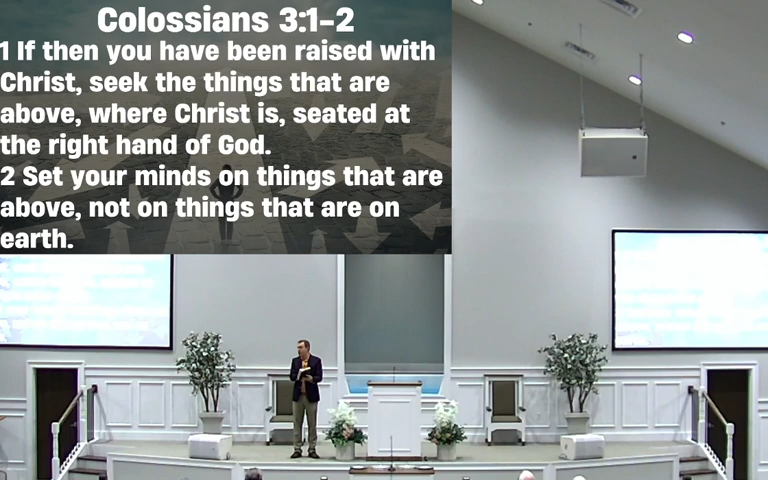 Colossians 3:1-2
1 If then you have been raised with
Christ, seek the things that are
above, where Christ is, seated at
the right hand of God.
2 Set your minds on things that are
above, not on things that are on
earth.